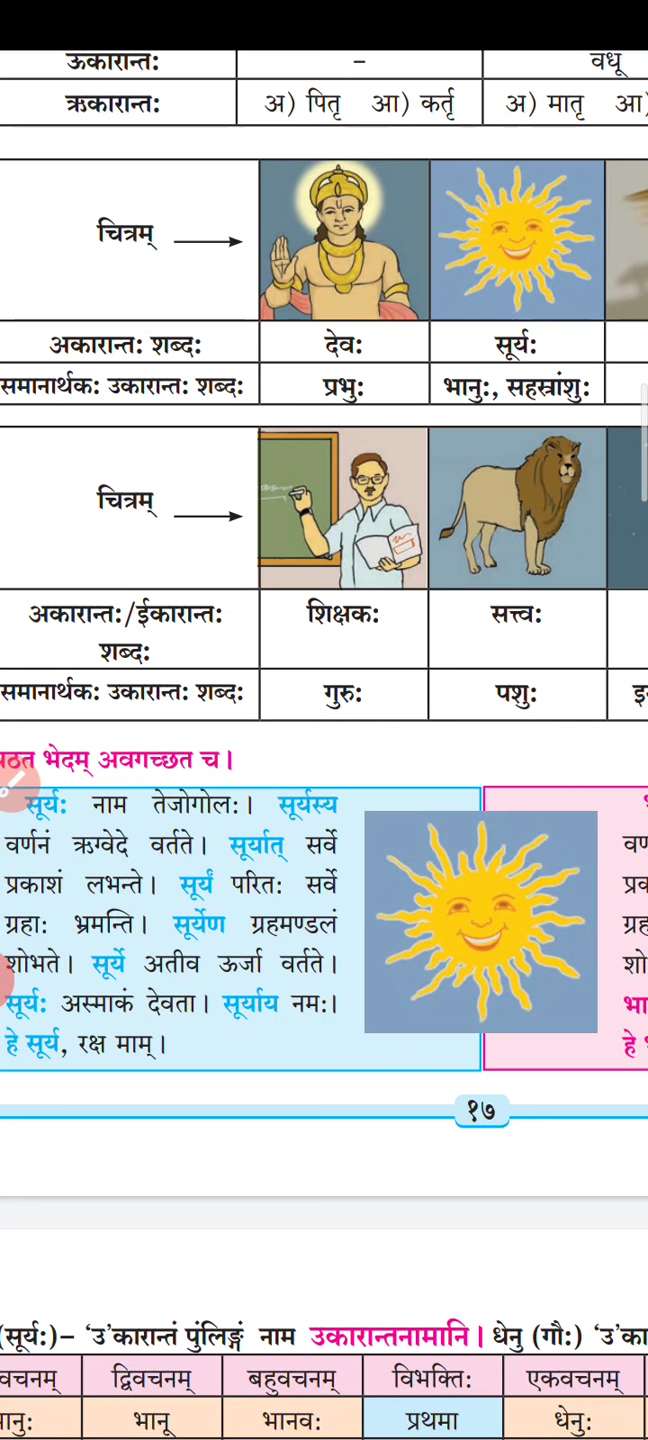 ऊकारान्तः – वधू
ऋकारान्तः अ) पितृ आ) कर्तृ अ) मातृ आ)
चित्रम्
अकारान्तः शब्दः देवः सूर्यः
समानार्थकः उकारान्तः शब्दः प्रभुः भानुः, सहस्रांशुः
चित्रम्
अकारान्तः/ईकारान्तः शिक्षकः सत्त्वः
शब्दः
समानार्थकः उकारान्तः शब्दः गुरुः पशुः
भेदम् अवगच्छत च।
सूर्यः नाम तेजोगोलः। सूर्यस्य
वर्णनं ऋग्वेदे वर्तते। सूर्यात् सर्वे
प्रकाशं लभन्ते। सूर्यं परितः सर्वे
ग्रहाः भ्रमन्ति। सूर्येण ग्रहमण्डलं
शोभते। सूर्ये अतीव ऊर्जा वर्तते।
सूर्यः अस्माकं देवता। सूर्याय नमः।
हे सूर्य, रक्ष माम्।
हे
१७
(सूर्यः)– ‘उ’कारान्तं पुंलिङ्गं नाम उकारान्तनामानि। धेनु (गौः) ‘उ’का
वचनम् द्विवचनम् बहुवचनम् विभक्तिः एकवचनम्
भानू भानवः प्रथमा धेनुः